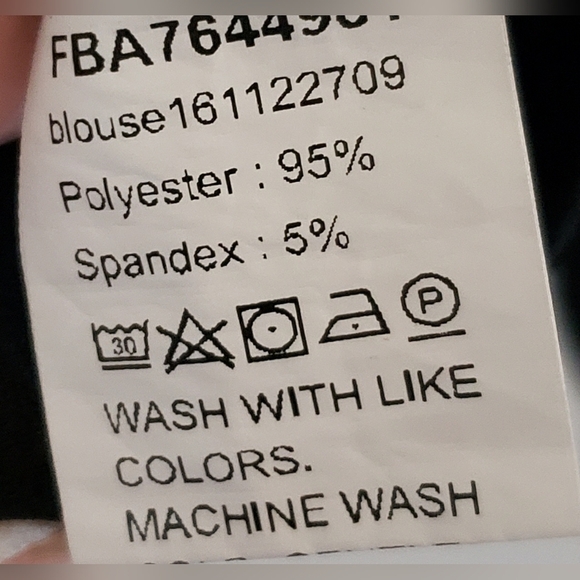 blouse161122709
Polyester : 95%
Spandex : 5%
30 P
WASH WITH LIKE
COLORS.
MACHINE WASH